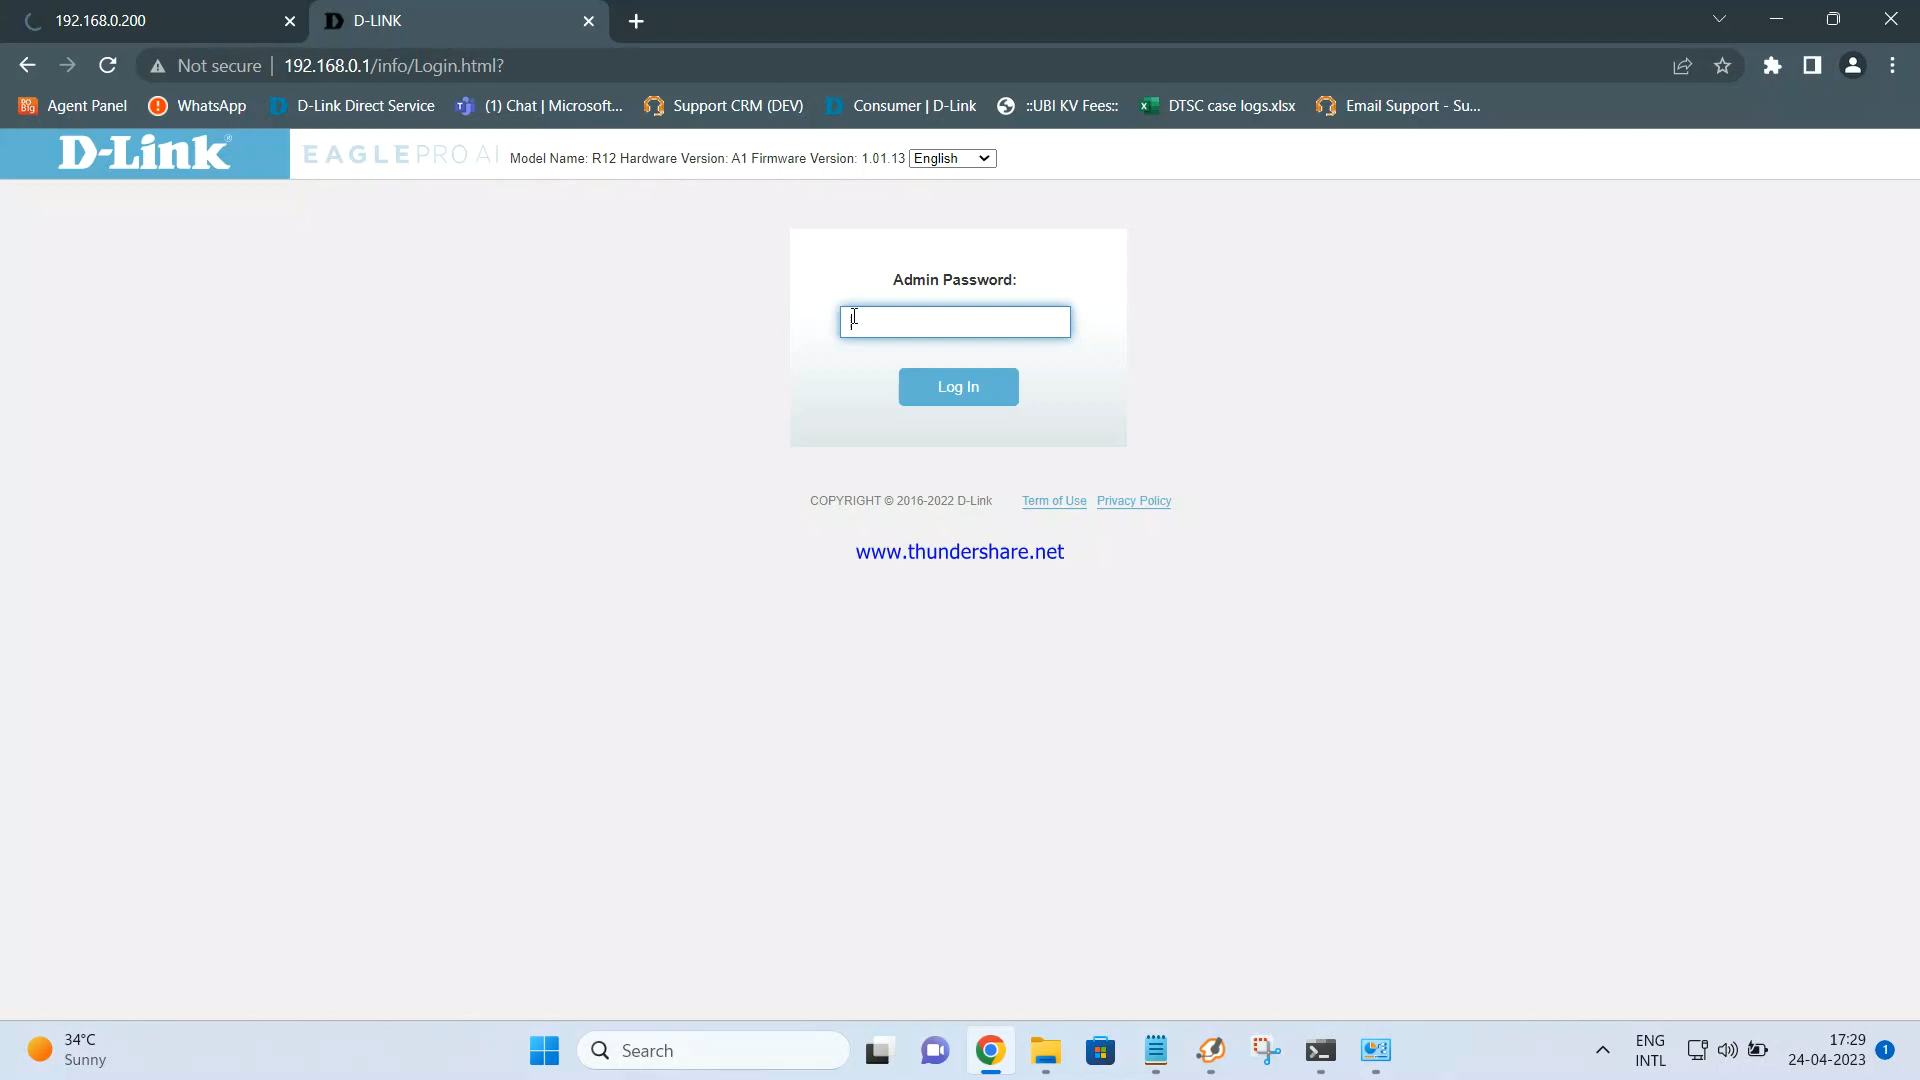 192.168.0.200
D-LINK
Not secure
192.168.0.1/info/Login.html?
Agent Panel
WhatsApp
D-Link Direct Service
(1) Chat | Microsoft...
Support CRM (DEV)
Consumer | D-Link
::UBI KV Fees::
DTSC case logs.xlsx
Email Support - Su...
D-Link®
EAGLE PRO AI
Model Name: R12 Hardware Version: A1 Firmware Version: 1.01.13
English
Admin Password:
Log In
COPYRIGHT © 2016-2022 D-Link
Term of Use
Privacy Policy
www.thundershare.net
34°C
Sunny
Search
ENG
INTL
17:29
24-04-2023
1